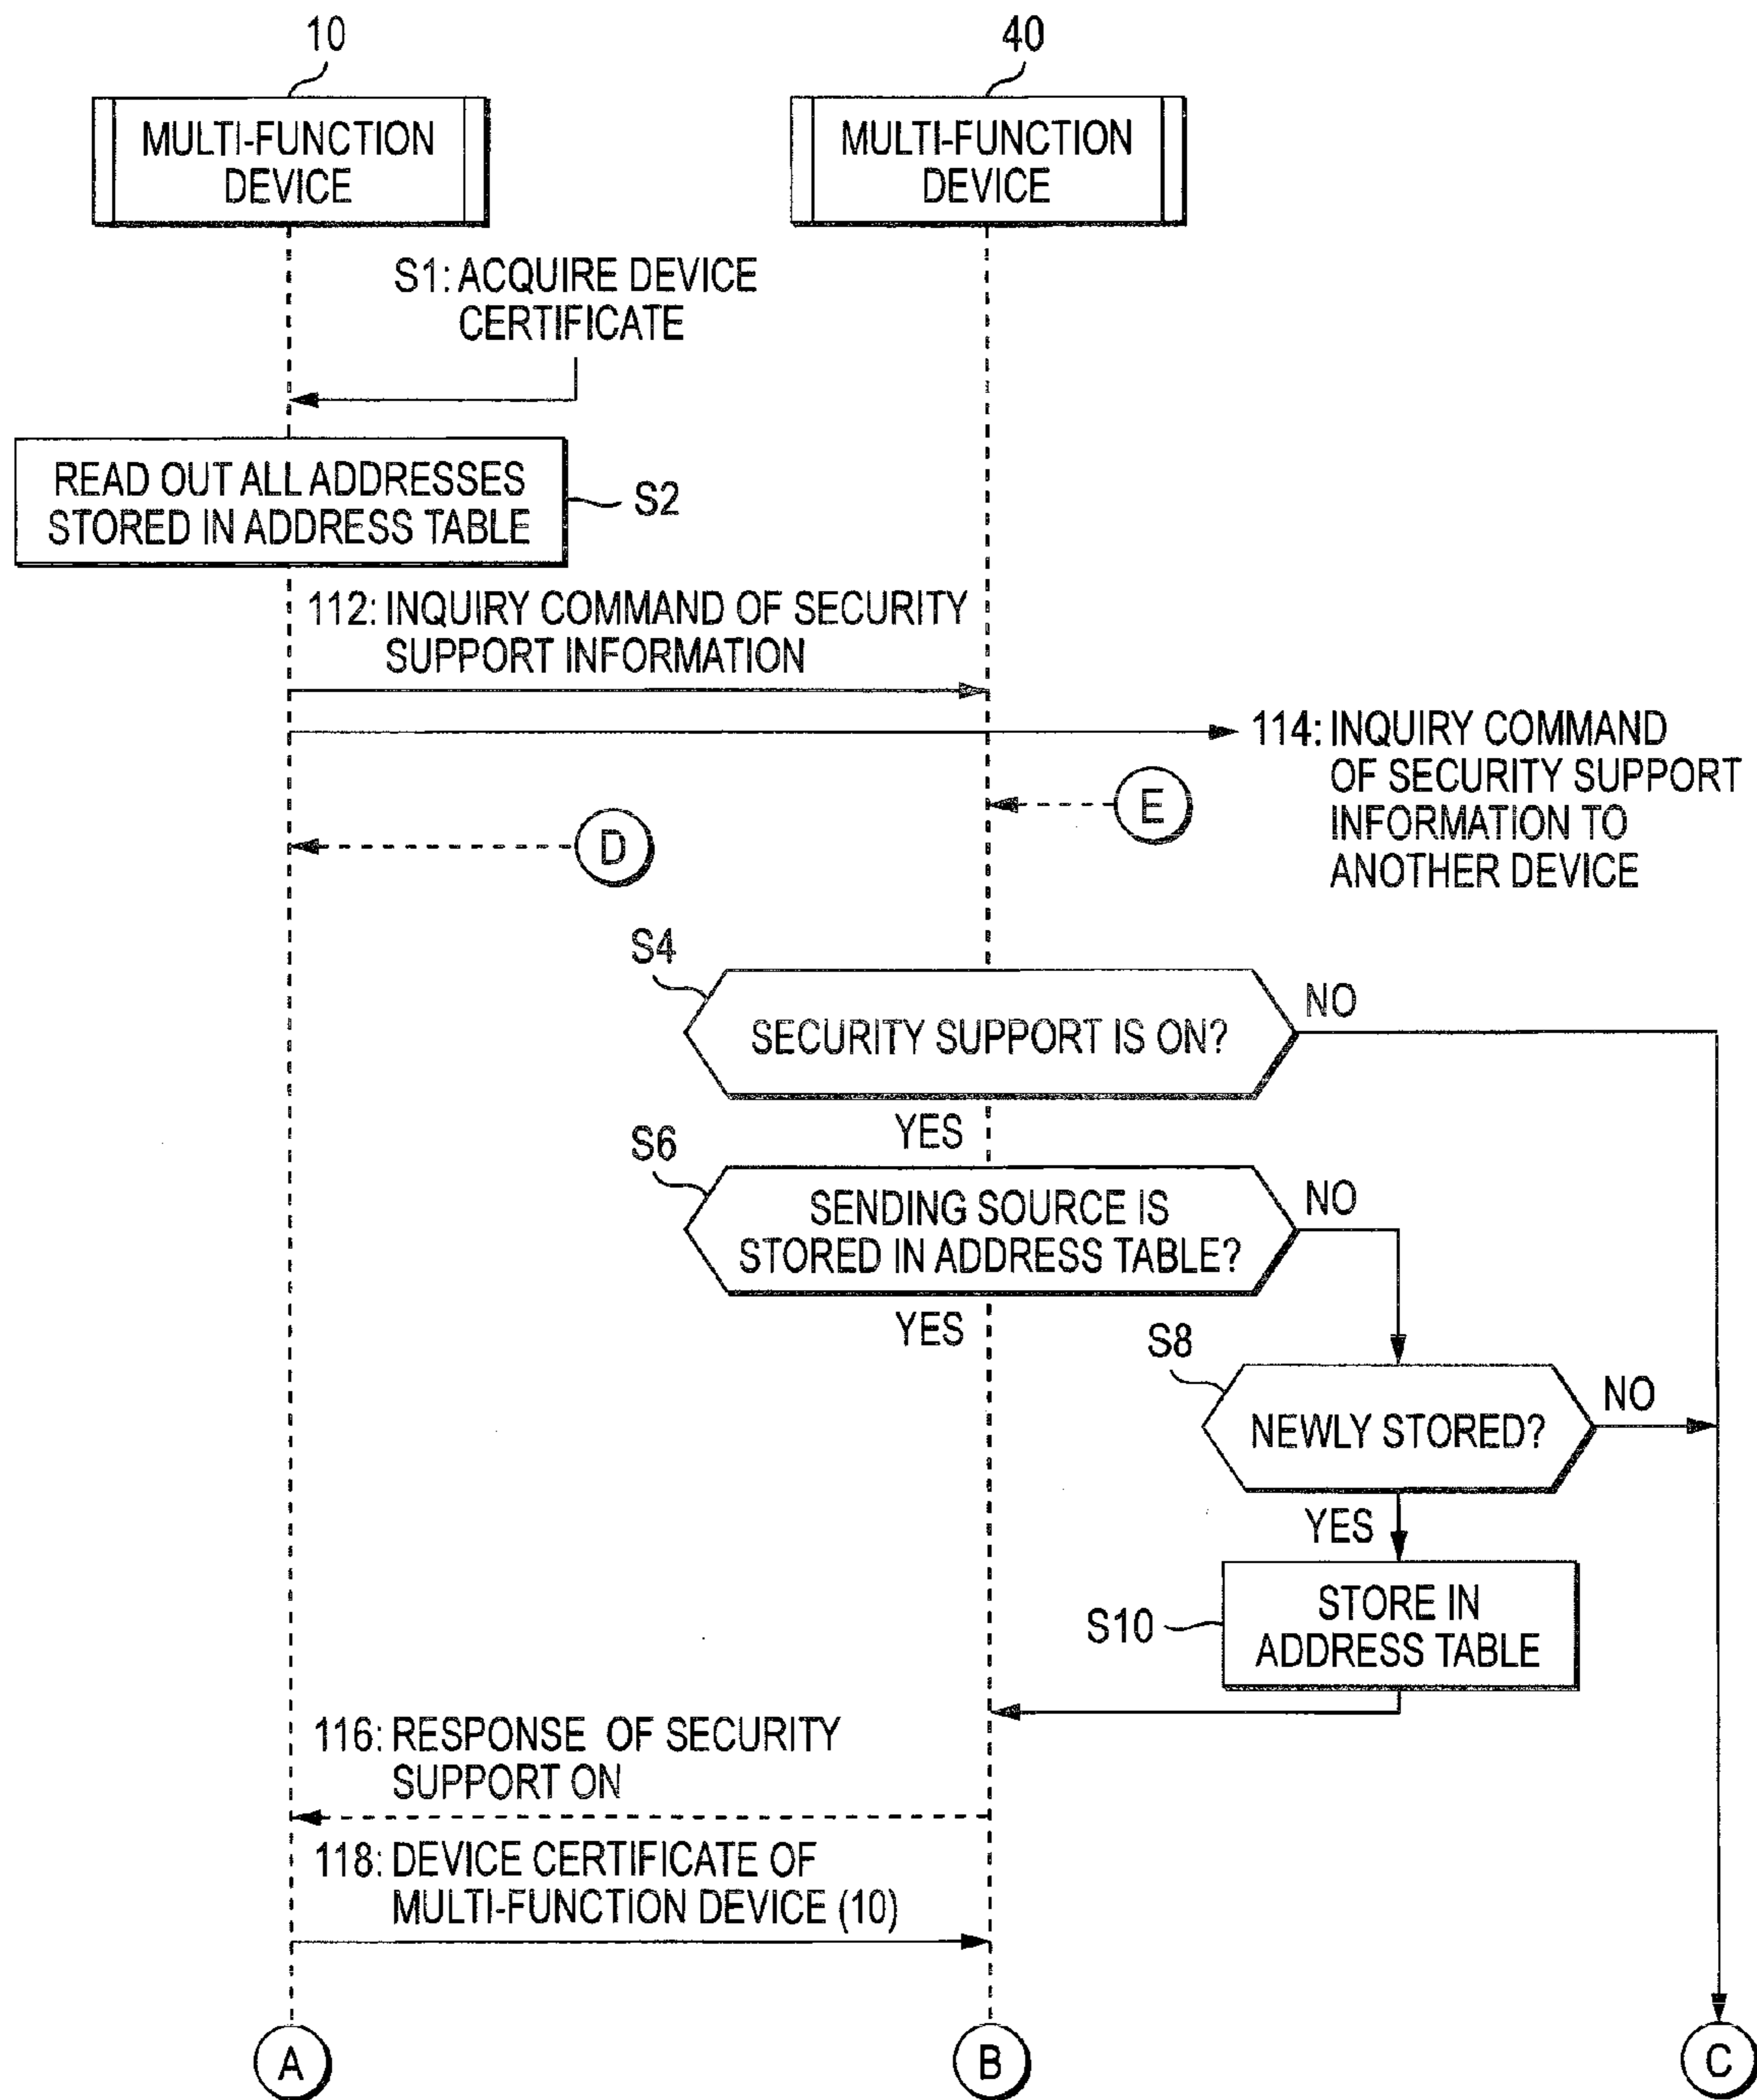 10
40
MULTI-FUNCTION
DEVICE
MULTI-FUNCTION
DEVICE
S1: ACQUIRE DEVICE
CERTIFICATE
READ OUT ALL ADDRESSES
STORED IN ADDRESS TABLE
S2
112: INQUIRY COMMAND OF SECURITY
SUPPORT INFORMATION
114: INQUIRY COMMAND
OF SECURITY SUPPORT
INFORMATION TO
ANOTHER DEVICE
E
D
S4
SECURITY SUPPORT IS ON?
NO
YES
S6
SENDING SOURCE IS
STORED IN ADDRESS TABLE?
NO
YES
S8
NEWLY STORED?
NO
YES
S10
STORE IN
ADDRESS TABLE
116: RESPONSE OF SECURITY
SUPPORT ON
118: DEVICE CERTIFICATE OF
MULTI-FUNCTION DEVICE (10)
A
B
C